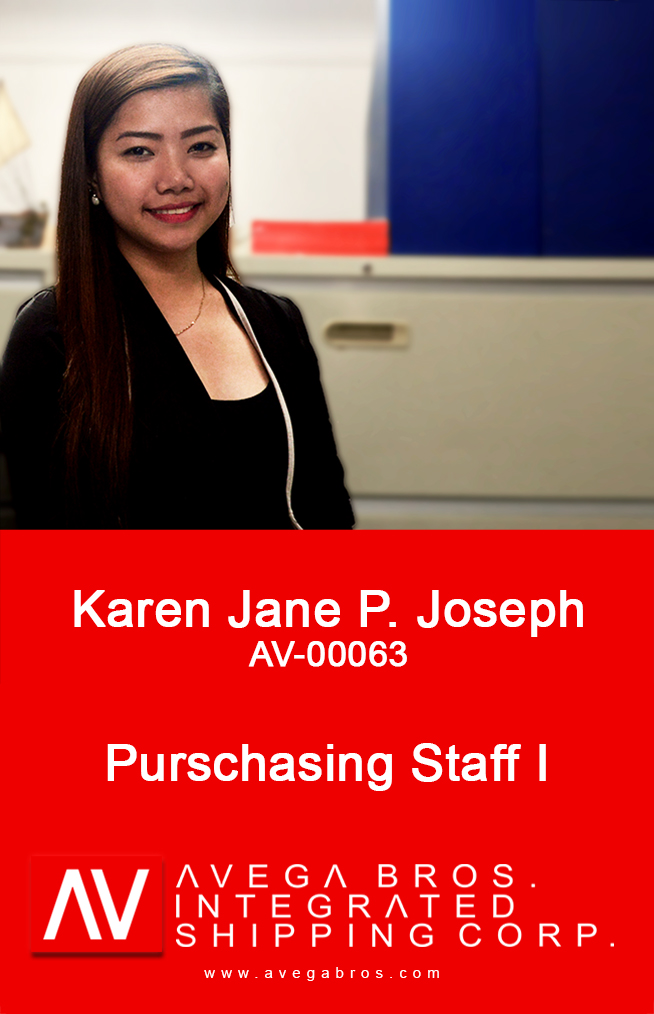 Karen Jane P. Joseph
AV-00063
Purschasing Staff I
AV
AVEGA BROS.
INTEGRATED
SHIPPING CORP.
www.avegabros.com